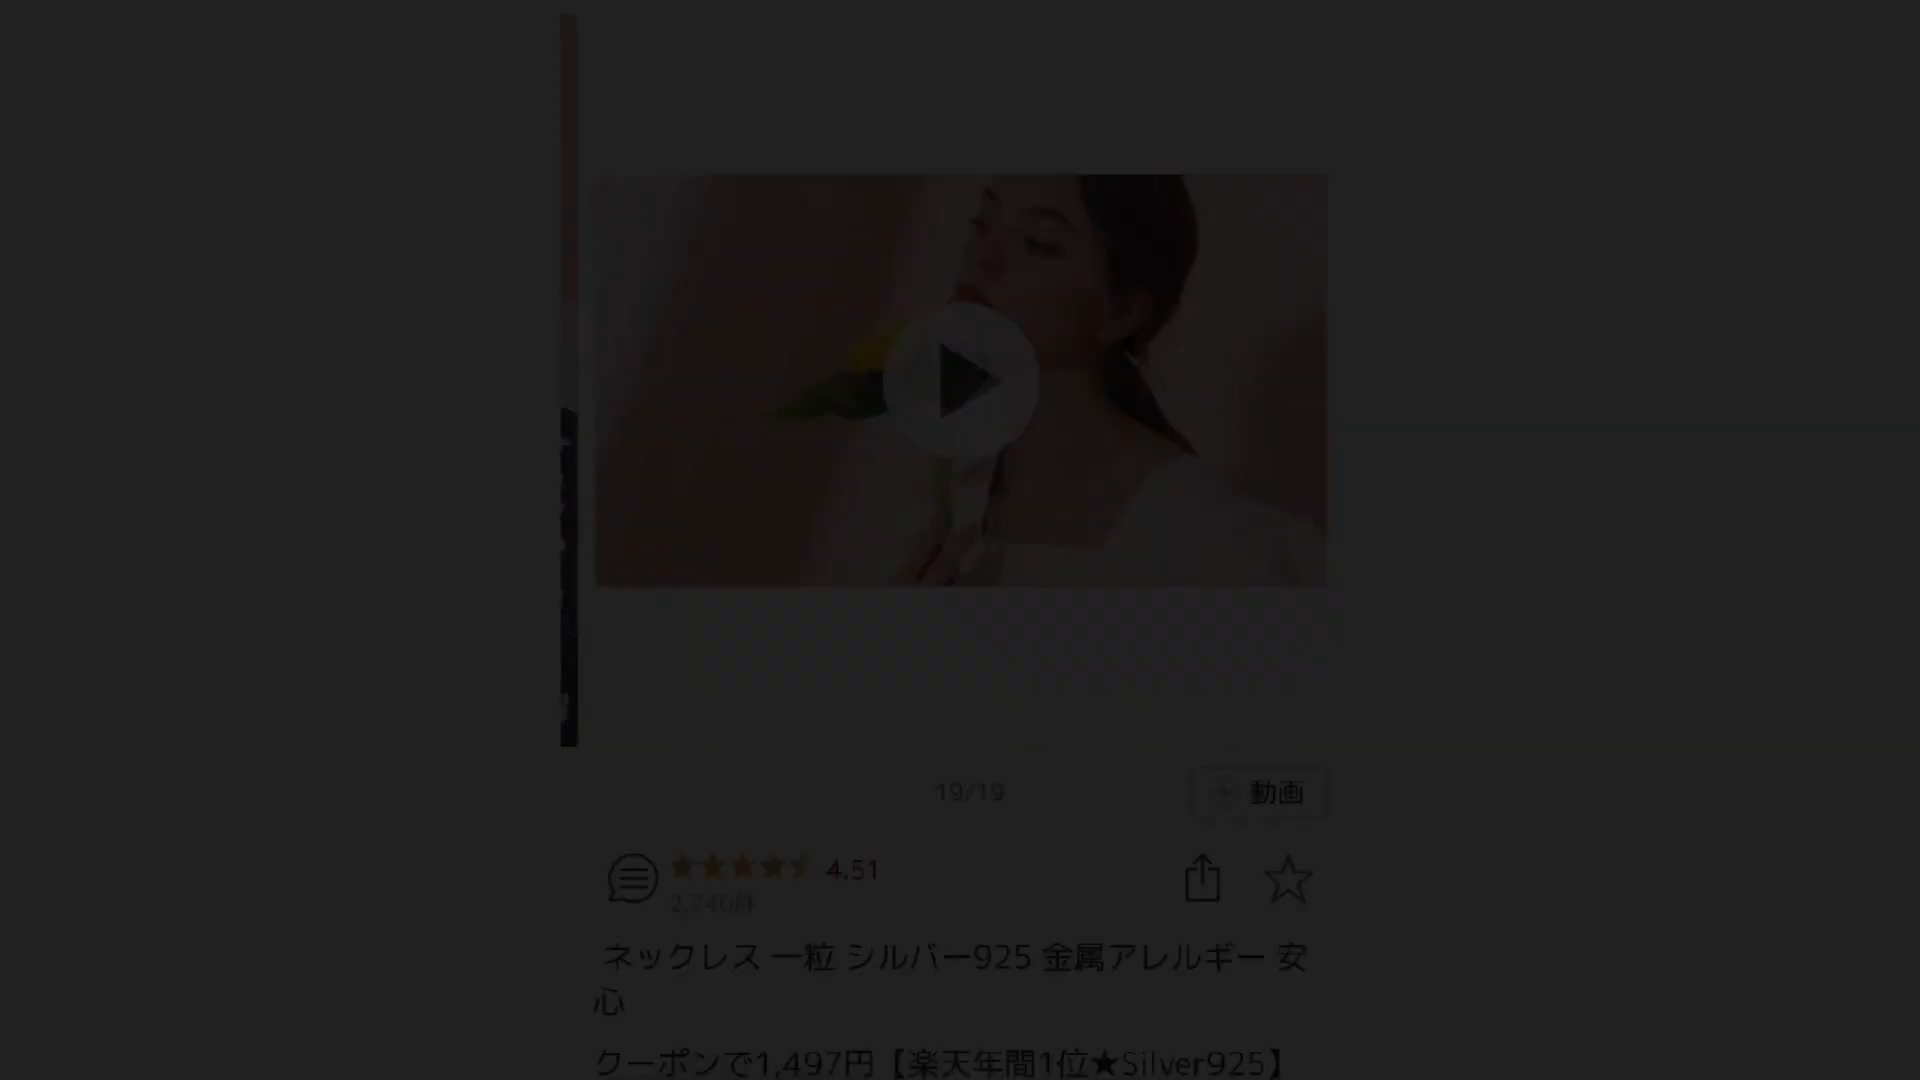 19/19
動画
4.51
2,740件
ネックレス 一粒 シルバー925 金属アレルギー 安
心
クーポンで1,497円【楽天年間1位★Silver925】